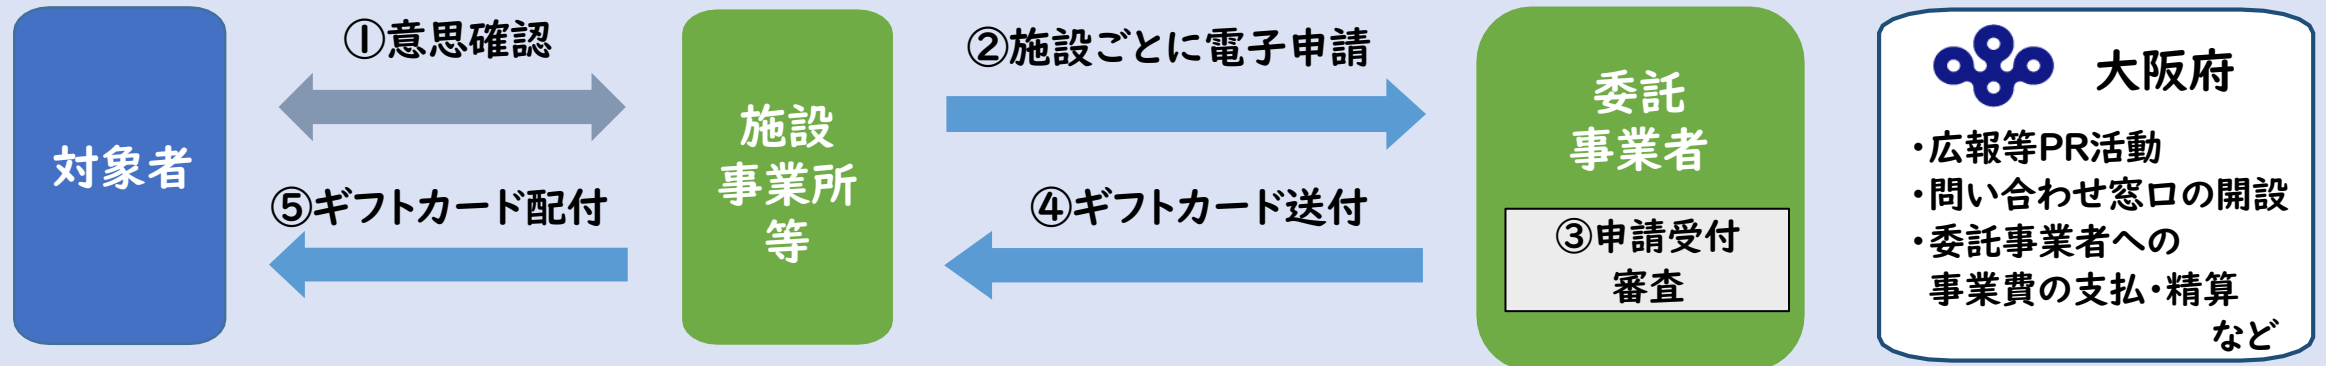 対象者
①意思確認
⑤ギフトカード配付
施設
事業所
等
②施設ごとに電子申請
④ギフトカード送付
委託
事業者
③申請受付
審査
大阪府
・広報等PR活動
・問い合わせ窓口の開設
・委託事業者への
事業費の支払・精算
など